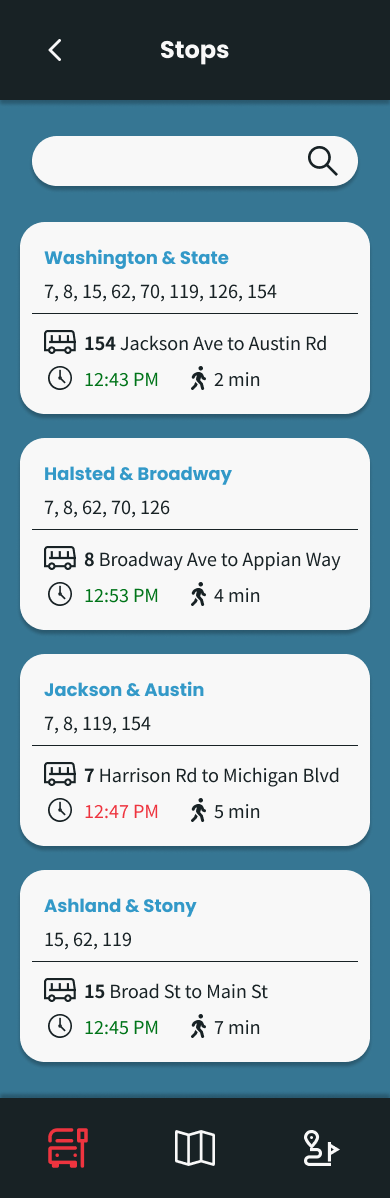 Stops
Washington & State
7, 8, 15, 62, 70, 119, 126, 154
154 Jackson Ave to Austin Rd
12:43 PM 2 min
Halsted & Broadway
7, 8, 62, 70, 126
8 Broadway Ave to Appian Way
12:53 PM 4 min
Jackson & Austin
7, 8, 119, 154
7 Harrison Rd to Michigan Blvd
12:47 PM 5 min
Ashland & Stony
15, 62, 119
15 Broad St to Main St
12:45 PM 7 min